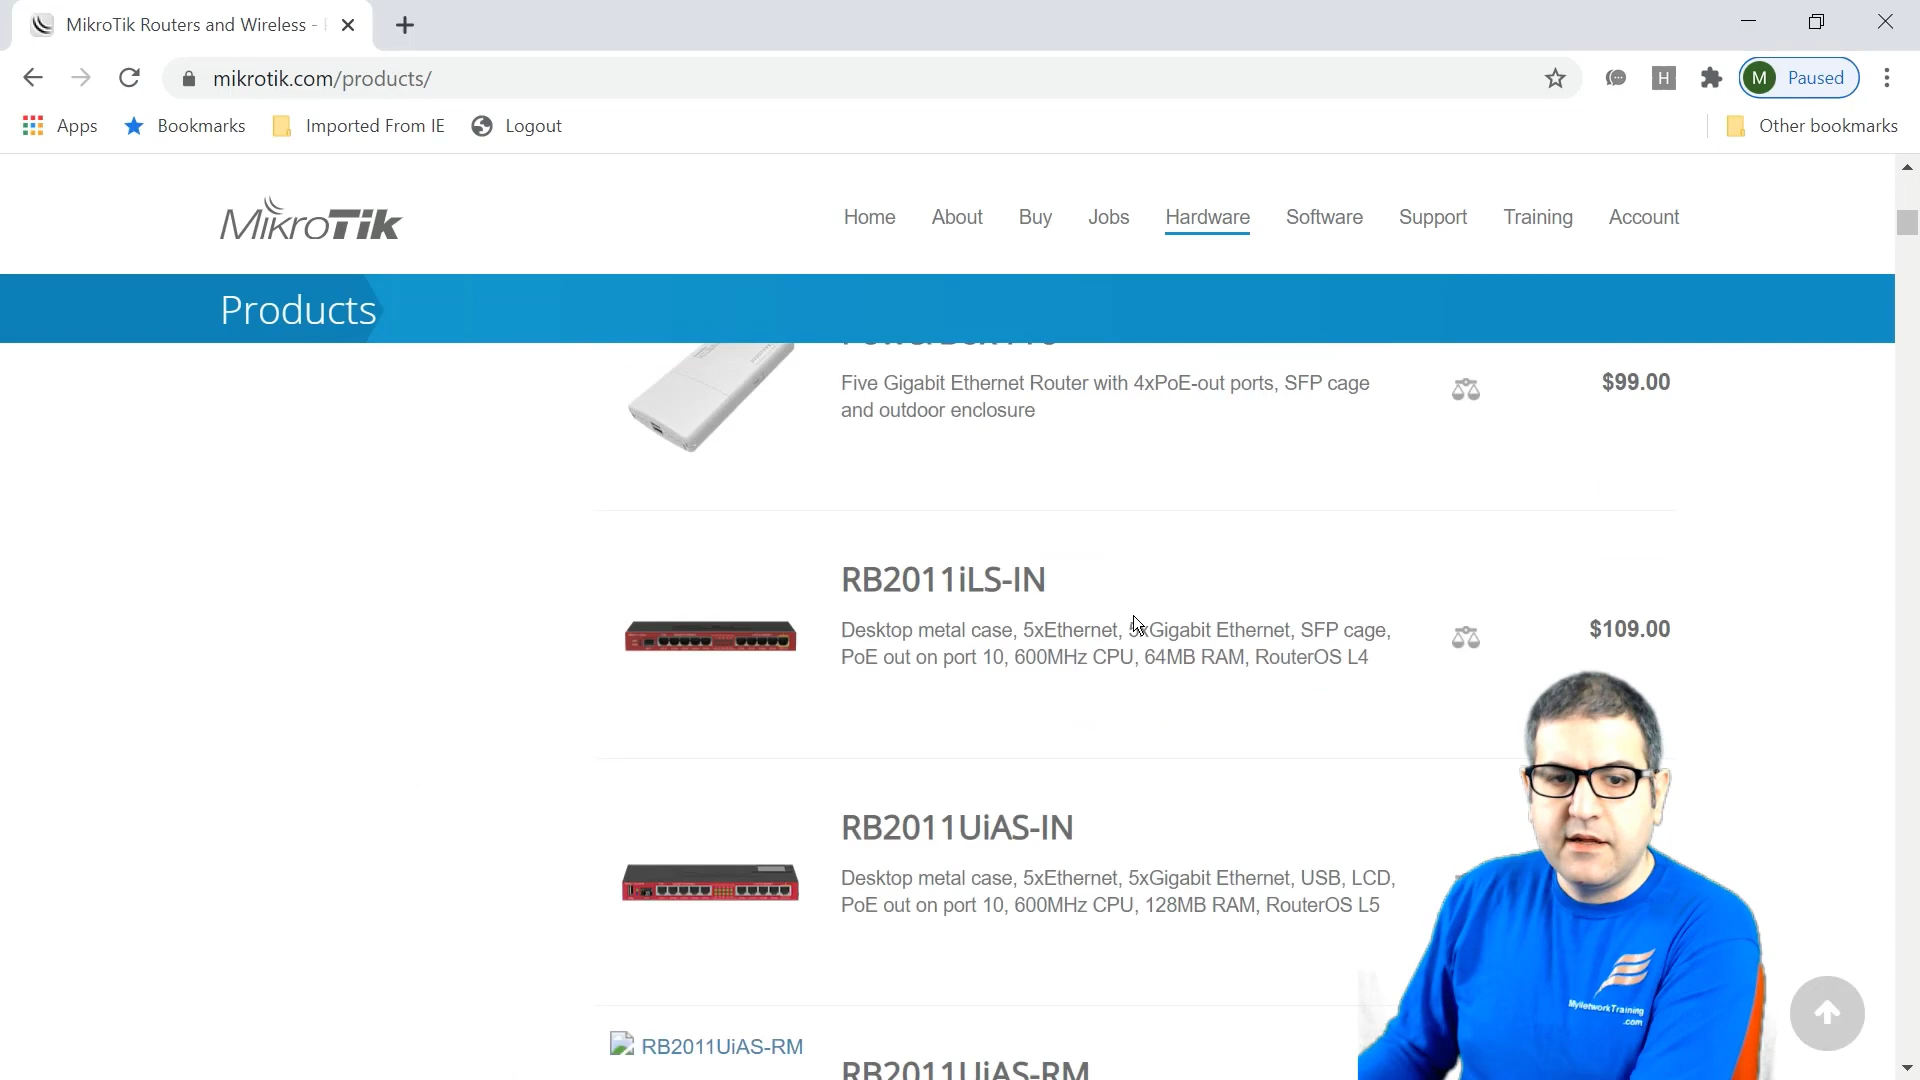 MikroTik Routers and Wireless -
mikrotik.com/products/
H
M
Paused
Apps
Bookmarks
Imported From IE
Logout
Other bookmarks
MikroTik
Home
About
Buy
Jobs
Hardware
Software
Support
Training
Account
Products
Five Gigabit Ethernet Router with 4xPoE-out ports, SFP cage
and outdoor enclosure
$99.00
RB2011iLS-IN
Desktop metal case, 5xEthernet, 5xGigabit Ethernet, SFP cage,
PoE out on port 10, 600MHz CPU, 64MB RAM, RouterOS L4
$109.00
RB2011UiAS-IN
Desktop metal case, 5xEthernet, 5xGigabit Ethernet, USB, LCD,
PoE out on port 10, 600MHz CPU, 128MB RAM, RouterOS L5
MyNetworkTraining
.com
RB2011UiAS-RM
RB2011UiAS-RM